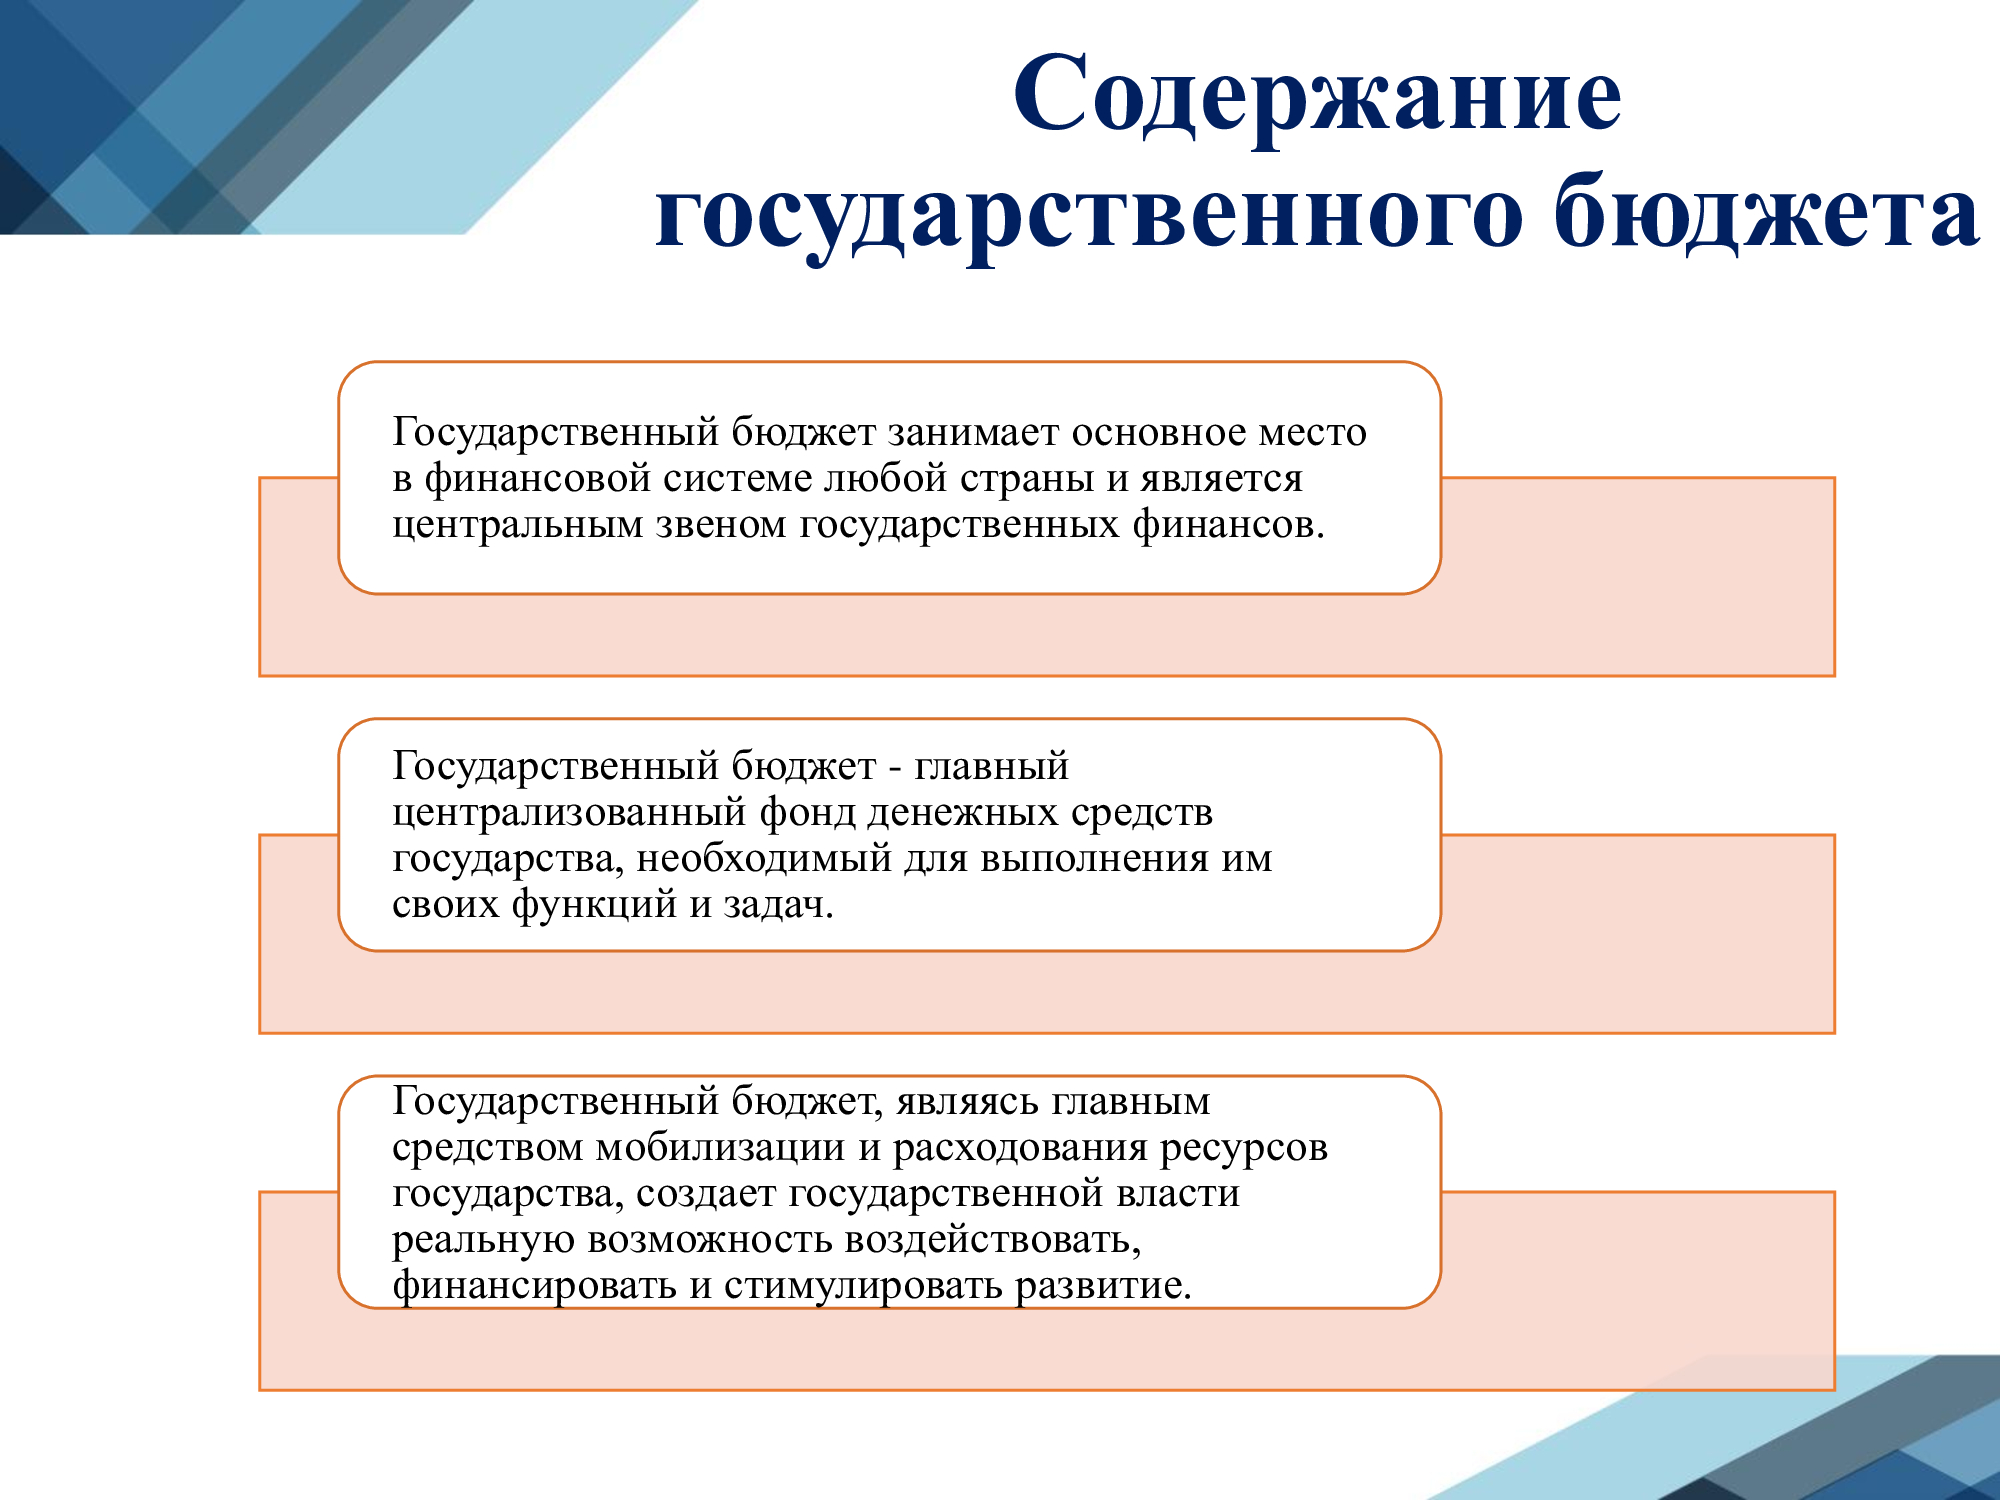 Содержание
государственного бюджета
Государственный бюджет занимает основное место
в финансовой системе любой страны и является
центральным звеном государственных финансов.
Государственный бюджет - главный
централизованный фонд денежных средств
государства, необходимый для выполнения им
своих функций и задач.
Государственный бюджет, являясь главным
средством мобилизации и расходования ресурсов
государства, создает государственной власти
реальную возможность воздействовать,
финансировать и стимулировать развитие.